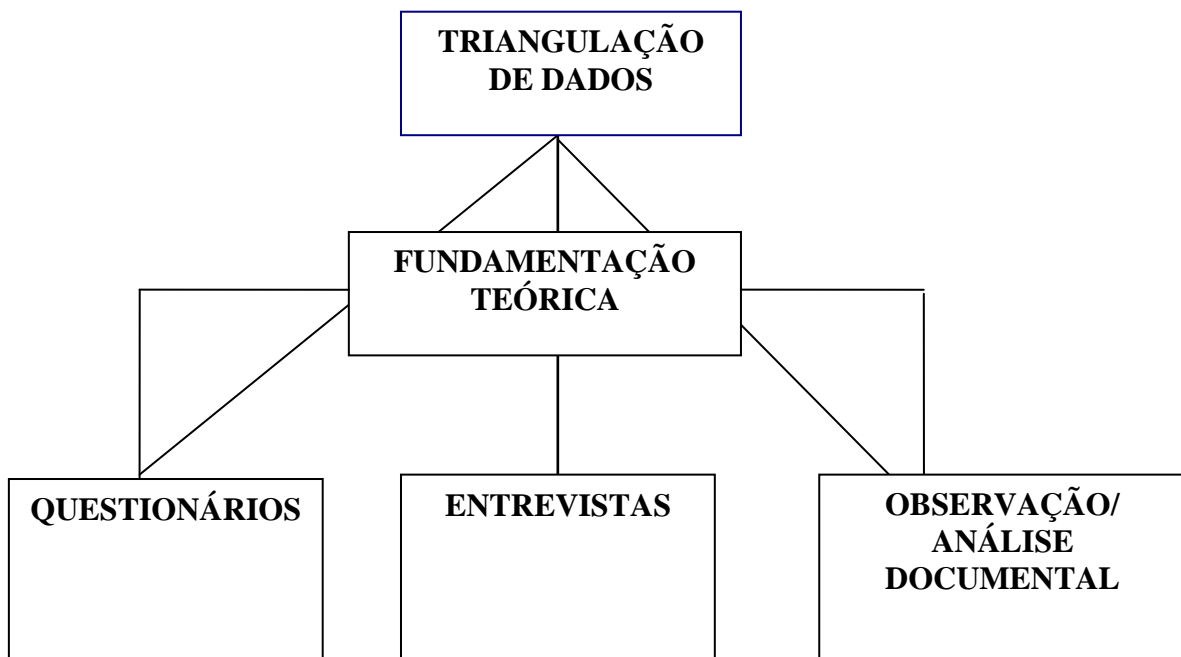 TRIANGULAÇÃO
DE DADOS
FUNDAMENTAÇÃO
TEÓRICA
QUESTIONÁRIOS
ENTREVISTAS
OBSERVAÇÃO/
ANÁLISE
DOCUMENTAL